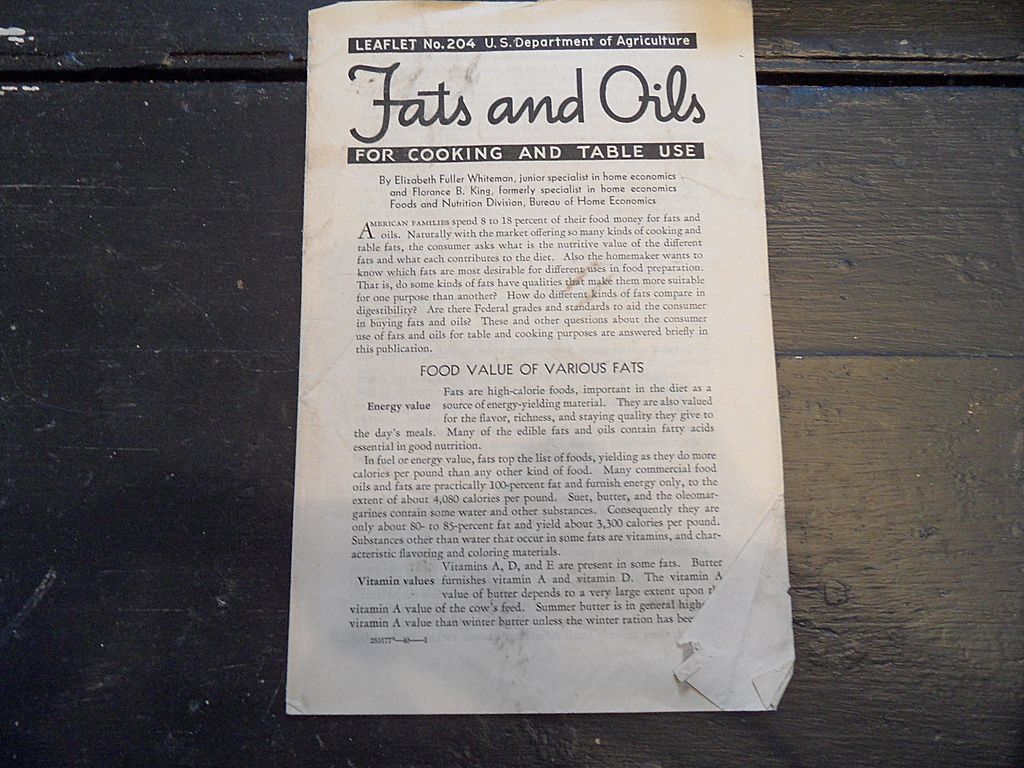 LEAFLET No. 204 U.S. Department of Agriculture
Fats and Oils
FOR COOKING AND TABLE USE
By Elizabeth Fuller Whiteman, junior specialist in home economics
and Florance B. King, formerly specialist in home economics
Foods and Nutrition Division, Bureau of Home Economics
AMERICAN FAMILIES spend 8 to 18 percent of their food money for fats and
oils. Naturally with the market offering so many kinds of cooking and
table fats, the consumer asks what is the nutritive value of the different
fats and what each contributes to the diet. Also the homemaker wants to
know which fats are most desirable for different uses in food preparation.
That is, do some kinds of fats have qualities that make them more suitable
for one purpose than another? How do different kinds of fats compare in
digestibility? Are there Federal grades and standards to aid the consumer
in buying fats and oils? These and other questions about the consumer
use of fats and oils for table and cooking purposes are answered briefly in
this publication.
FOOD VALUE OF VARIOUS FATS
Fats are high-calorie foods, important in the diet as a
Energy value source of energy-yielding material. They are also valued
for the flavor, richness, and staying quality they give to
the day's meals. Many of the edible fats and oils contain fatty acids
essential in good nutrition.
In fuel or energy value, fats top the list of foods, yielding as they do more
calories per pound than any other kind of food. Many commercial food
oils and fats are practically 100-percent fat and furnish energy only, to the
extent of about 4,080 calories per pound. Suet, butter, and the oleomar-
garines contain some water and other substances. Consequently they are
only about 80- to 85-percent fat and yield about 3,300 calories per pound.
Substances other than water that occur in some fats are vitamins, and char-
acteristic flavoring and coloring materials.
Vitamins A, D, and E are present in some fats. Butter
Vitamin values furnishes vitamin A and vitamin D. The vitamin A
value of butter depends to a very large extent upon
vitamin A value of the cow's feed. Summer butter is in general
vitamin A value than winter butter unless the winter ration has
253177°—40—1